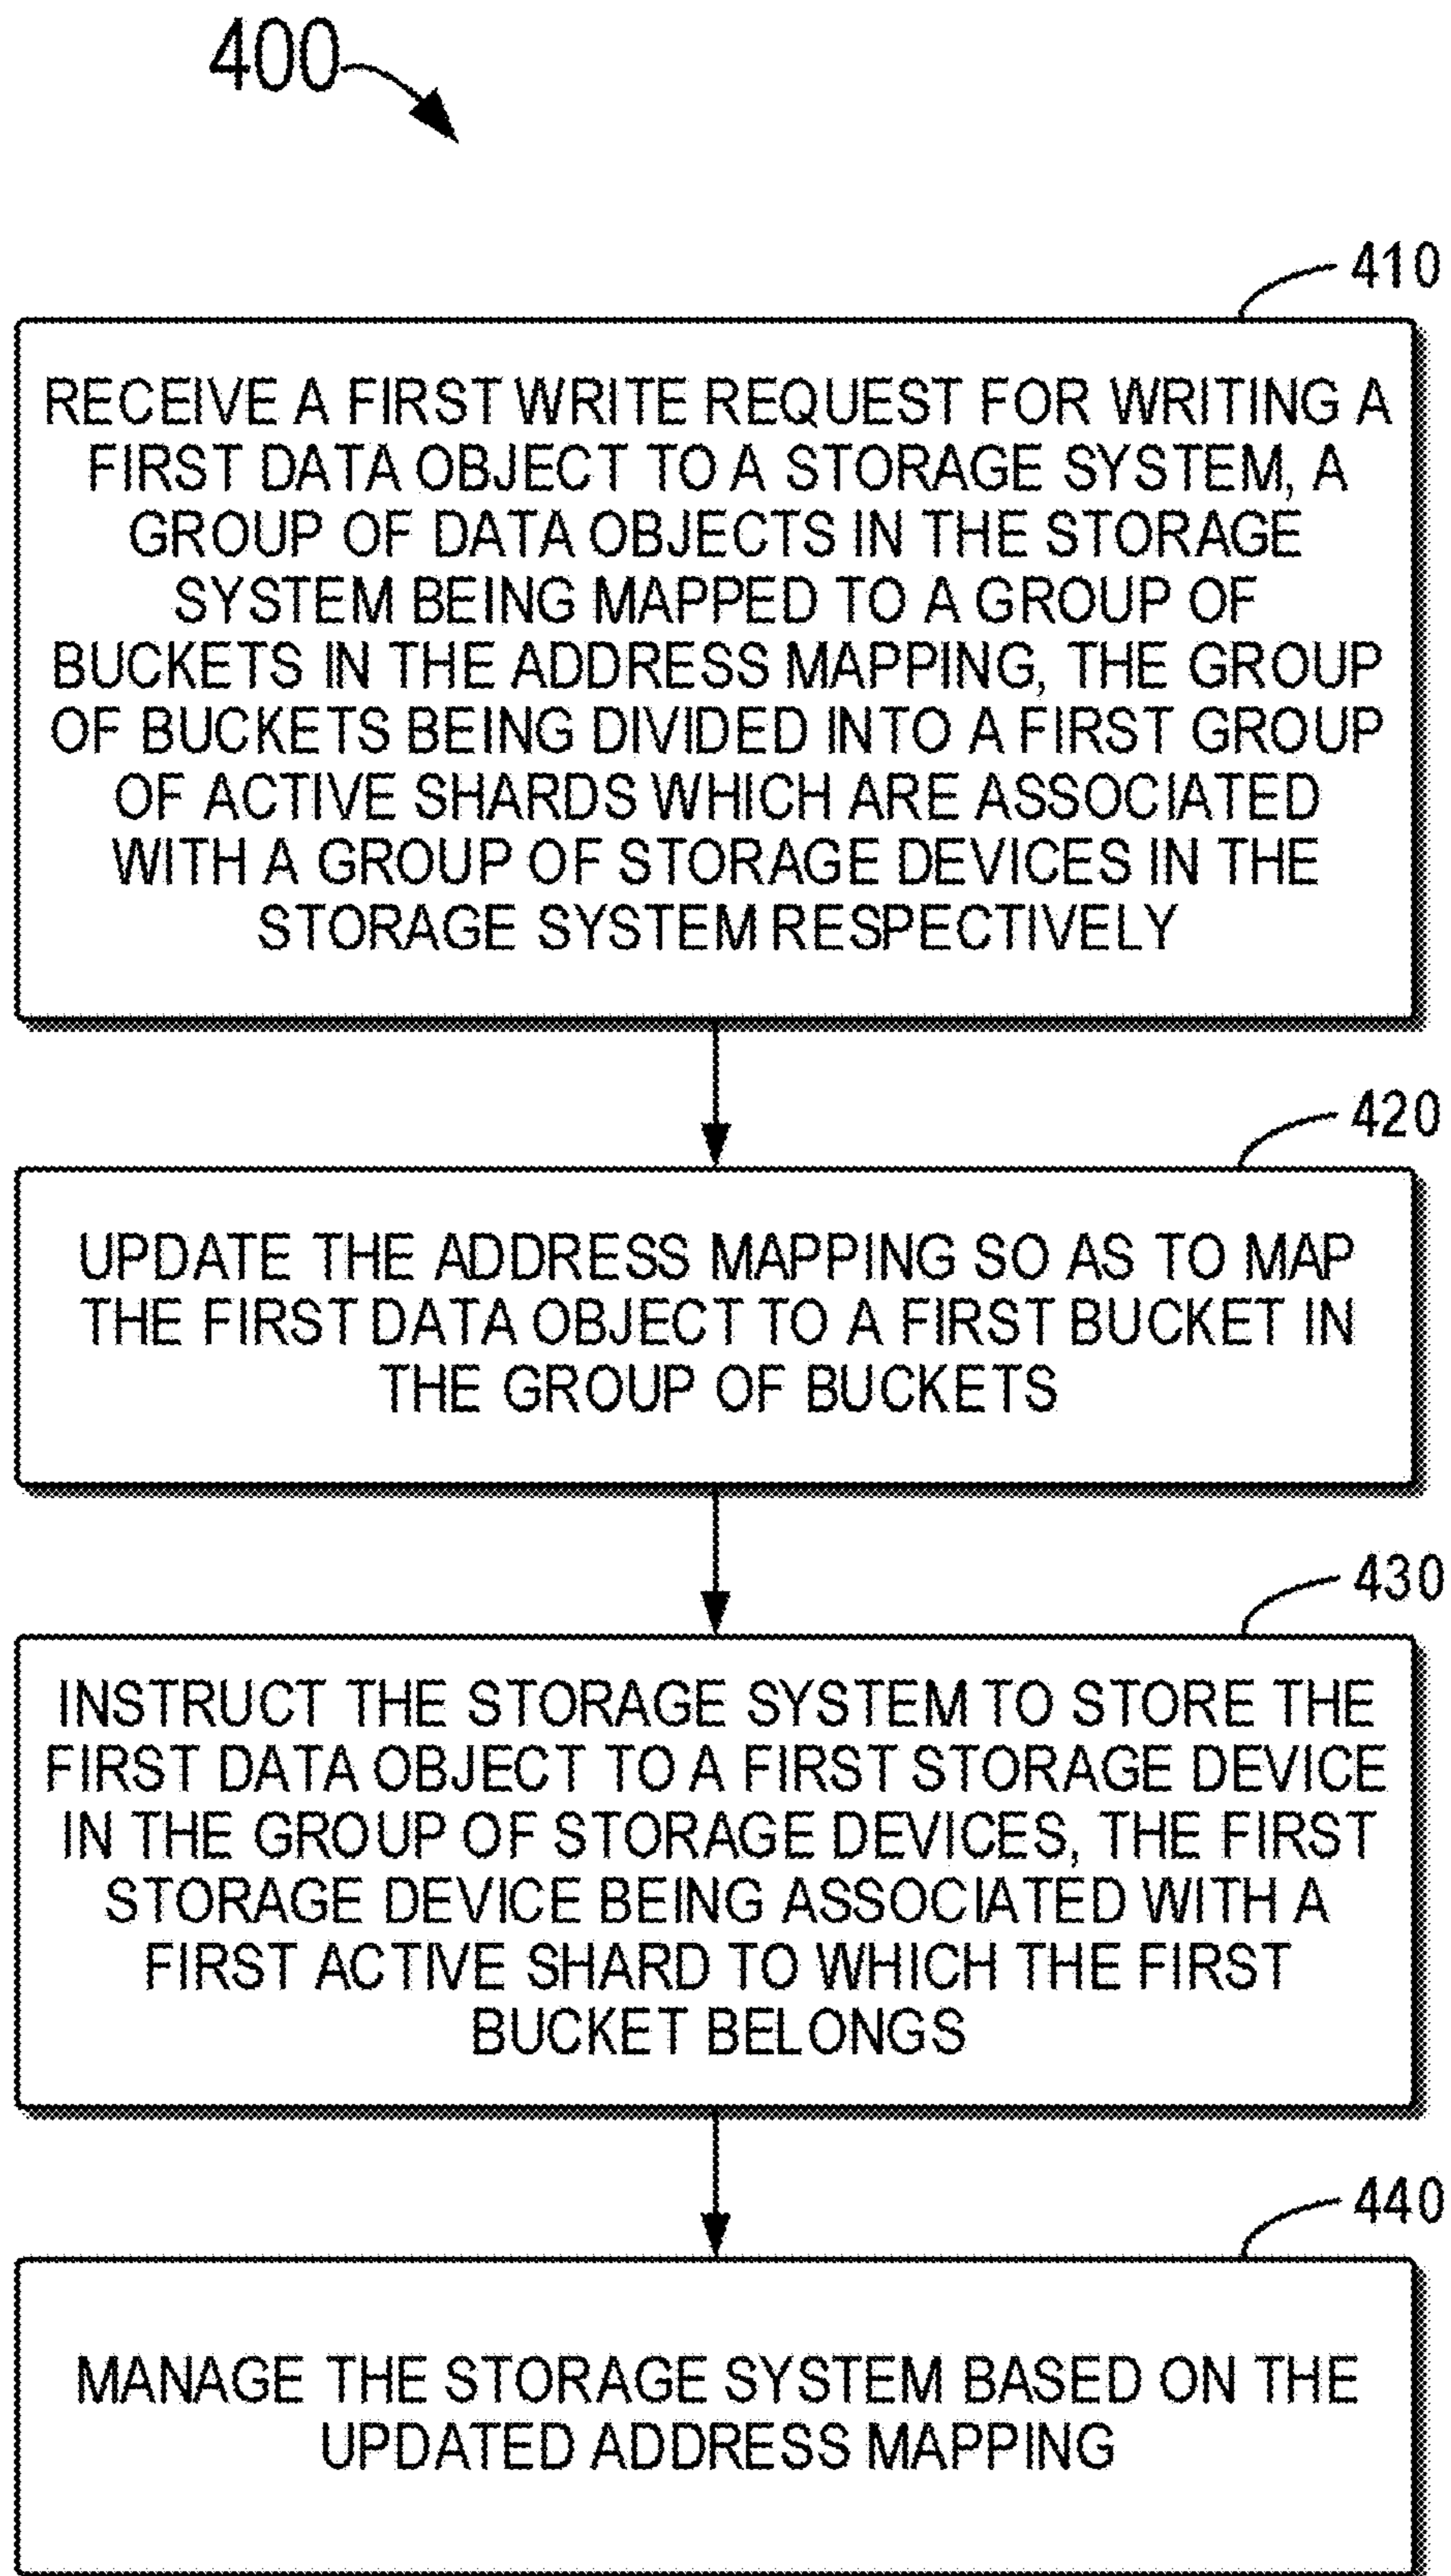 400
410
RECEIVE A FIRST WRITE REQUEST FOR WRITING A
FIRST DATA OBJECT TO A STORAGE SYSTEM, A
GROUP OF DATA OBJECTS IN THE STORAGE
SYSTEM BEING MAPPED TO A GROUP OF
BUCKETS IN THE ADDRESS MAPPING, THE GROUP
OF BUCKETS BEING DIVIDED INTO A FIRST GROUP
OF ACTIVE SHARDS WHICH ARE ASSOCIATED
WITH A GROUP OF STORAGE DEVICES IN THE
STORAGE SYSTEM RESPECTIVELY
420
UPDATE THE ADDRESS MAPPING SO AS TO MAP
THE FIRST DATA OBJECT TO A FIRST BUCKET IN
THE GROUP OF BUCKETS
430
INSTRUCT THE STORAGE SYSTEM TO STORE THE
FIRST DATA OBJECT TO A FIRST STORAGE DEVICE
IN THE GROUP OF STORAGE DEVICES, THE FIRST
STORAGE DEVICE BEING ASSOCIATED WITH A
FIRST ACTIVE SHARD TO WHICH THE FIRST
BUCKET BELONGS
440
MANAGE THE STORAGE SYSTEM BASED ON THE
UPDATED ADDRESS MAPPING